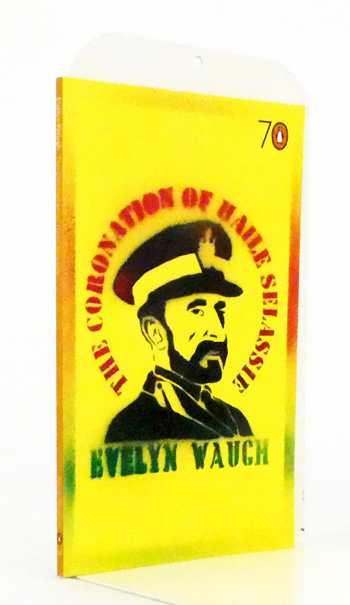 70
THE CORONATION OF HAILE SELASSIE
EVELYN WAUGH